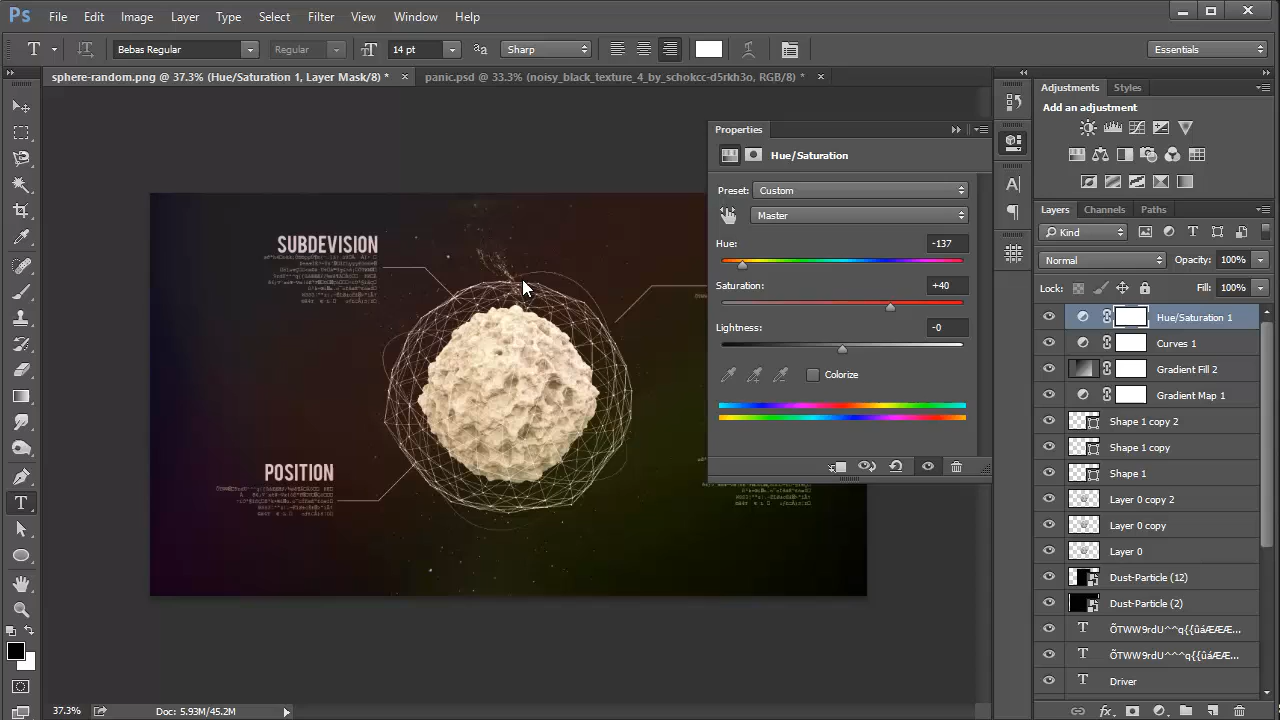 Ps File Edit Image Layer Type Select Filter View Window Help
T Bebas Regular Regular 14 pt Sharp Essentials
sphere-random.png @ 37.3% (Hue/Saturation 1, Layer Mask/8) * × panic.psd @ 33.3% (noisy_black_texture_4_by_schokcc-d5rkh3o, RGB/8) * ×
Adjustments Styles
Add an adjustment
Properties
Hue/Saturation
Preset: Custom
Master
Hue: -137
Saturation: +40
Lightness: -0
Colorize
SUBDEVISION
POSITION
Layers Channels Paths
Kind
Normal Opacity: 100%
Lock: Fill: 100%
Hue/Saturation 1
Curves 1
Gradient Fill 2
Gradient Map 1
Shape 1 copy 2
Shape 1 copy
Shape 1
Layer 0 copy 2
Layer 0 copy
Layer 0
Dust-Particle (12)
Dust-Particle (2)
T ÕTWW9rdU^^^q{{ûáÆÆÆ...
T ÕTWW9rdU^^^q{{ûáÆÆÆ...
T Driver
37.3% Doc: 5.93M/45.2M